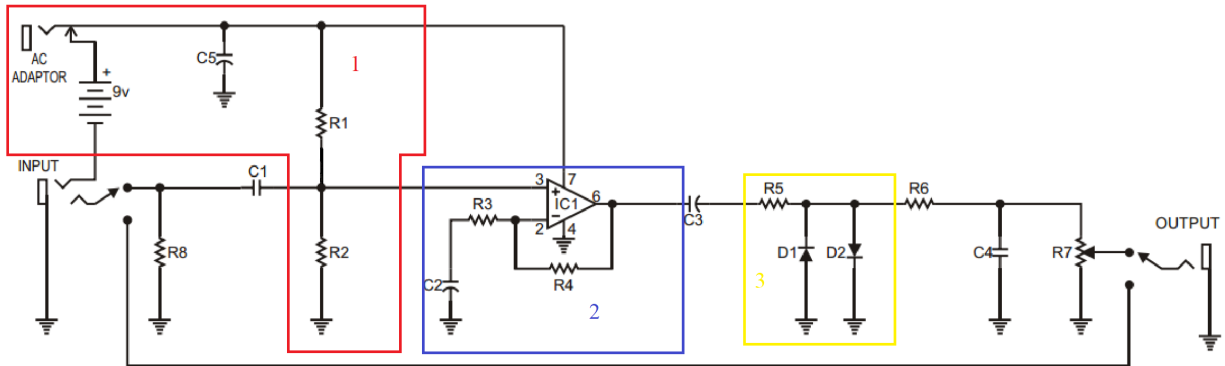 AC
ADAPTOR
+
9v
C5
1
R1
INPUT
C1
R8
R2
3
7
+
IC1
6
−
2
4
R3
R4
C2
2
C3
R5
D1
D2
3
R6
C4
R7
OUTPUT